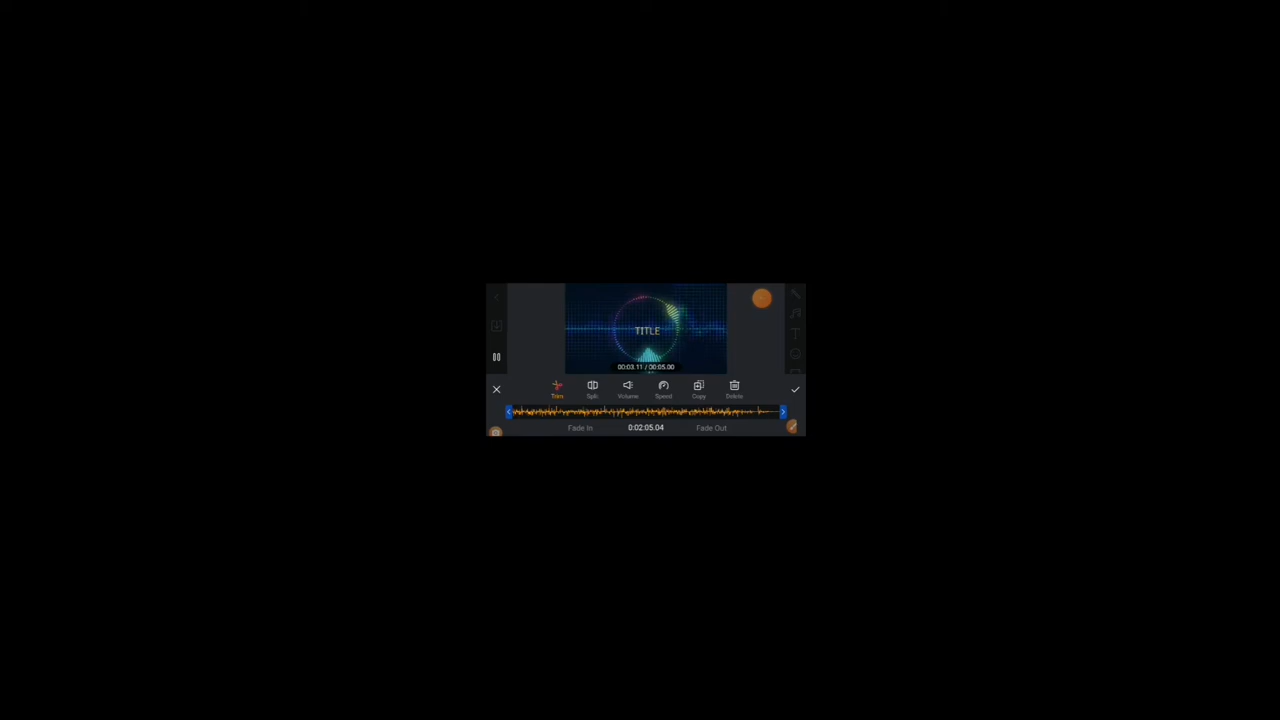 TITLE
00:03.11 / 00:05.00
Trim Split Volume Speed Copy Delete
Fade In 0:02:05.04 Fade Out